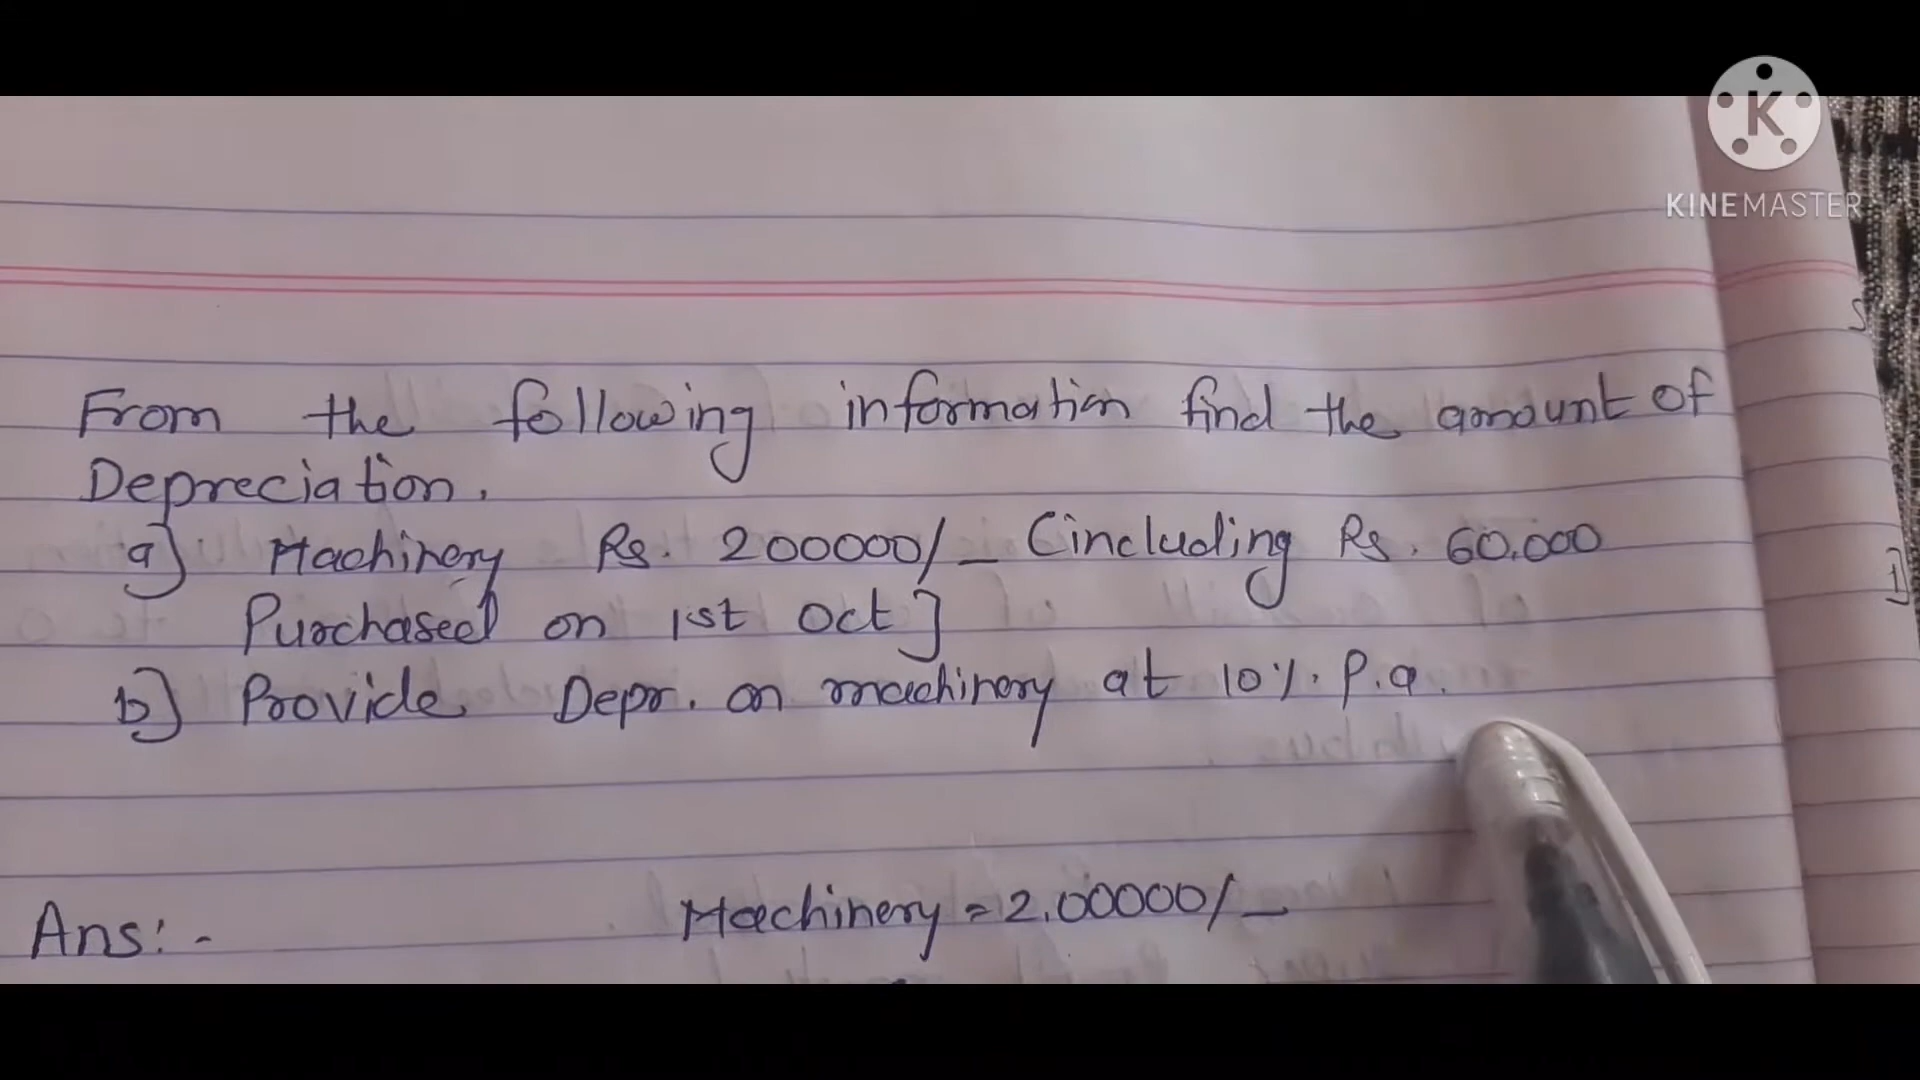 K
KINEMASTER
From the following information find the amount of
Depreciation.
a] Machinery Rs. 200000/- (including Rs. 60.000
Purchased on 1st Oct]
b] Provide Depr. on machinery at 10%. P.a.
Ans:- Machinery = 2,00000/-